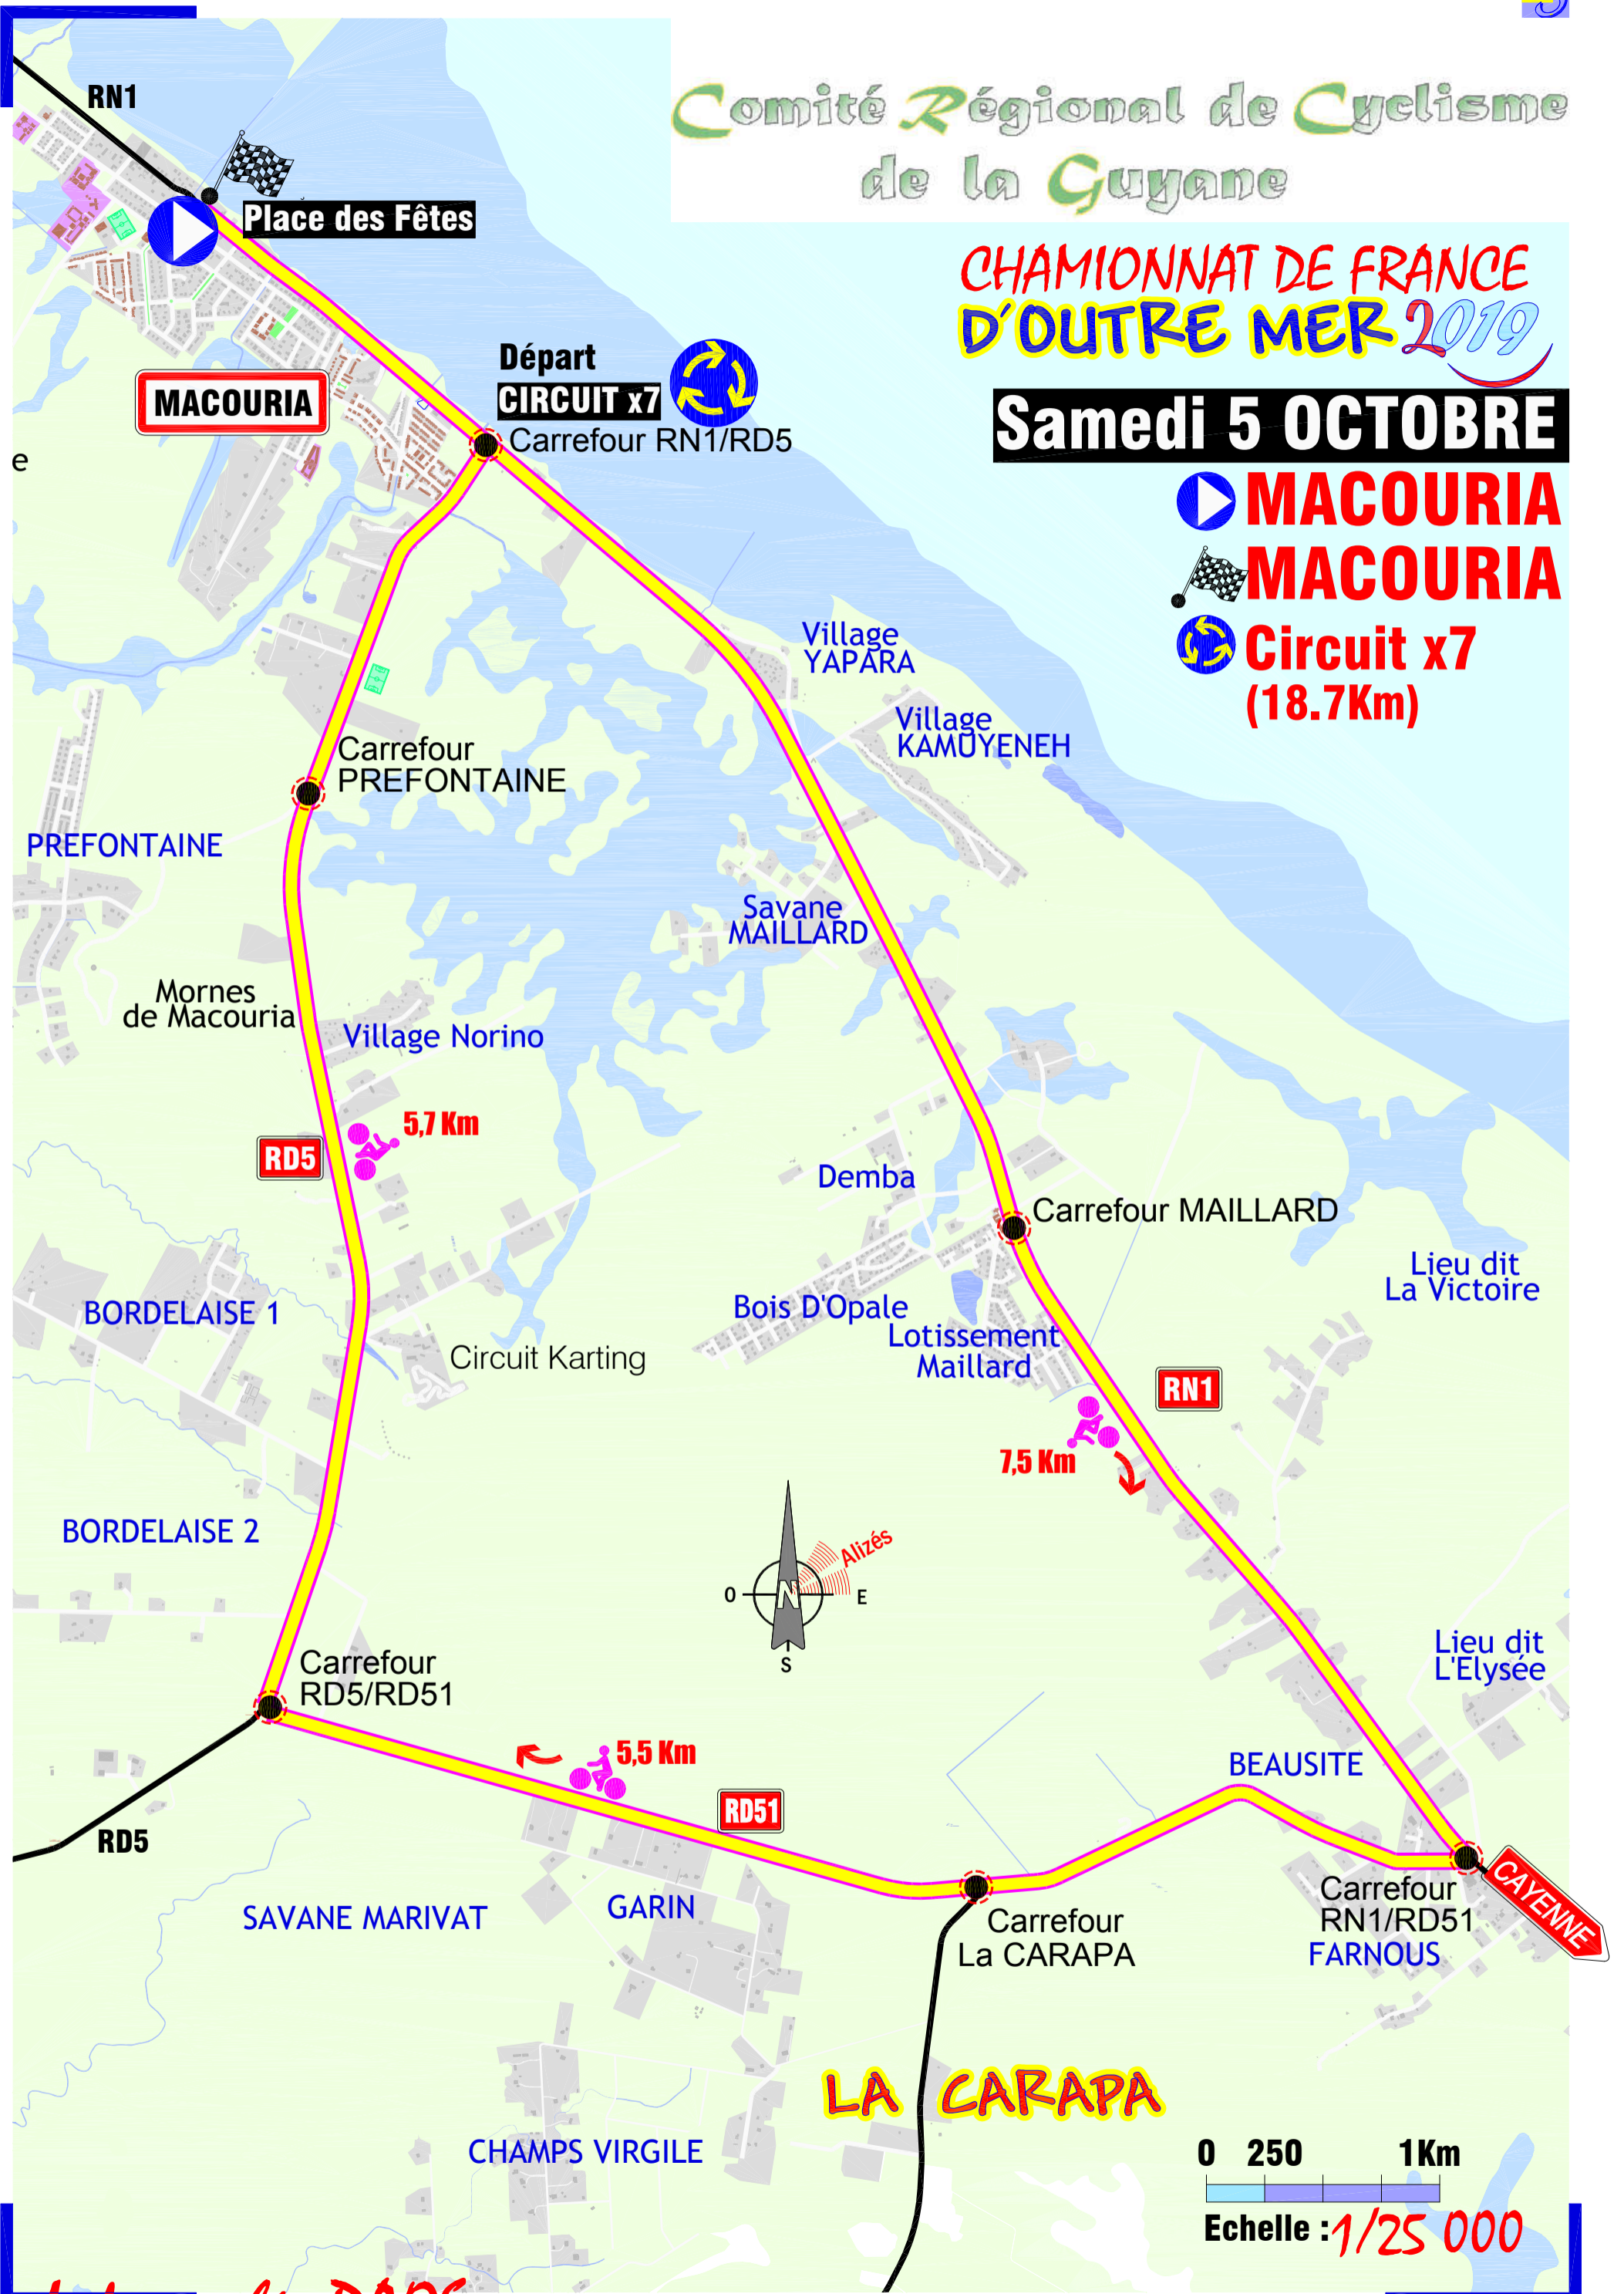 Comité Régional de Cyclisme
de la Guyane
CHAMIONNAT DE FRANCE
D'OUTRE MER 2019
Samedi 5 OCTOBRE
MACOURIA
MACOURIA
Circuit x7
(18.7Km)
RN1
Place des Fêtes
MACOURIA
Départ
CIRCUIT x7
Carrefour RN1/RD5
e
Village
YAPARA
Village
KAMUYENEH
Carrefour
PREFONTAINE
PREFONTAINE
Savane
MAILLARD
Mornes
de Macouria
Village Norino
5,7 Km
RD5
Demba
Carrefour MAILLARD
Lieu dit
La Victoire
BORDELAISE 1
Bois D'Opale
Lotissement
Maillard
Circuit Karting
RN1
7,5 Km
BORDELAISE 2
Alizés
N
O
E
S
Lieu dit
L'Elysée
Carrefour
RD5/RD51
5,5 Km
BEAUSITE
RD51
RD5
CAYENNE
Carrefour
RN1/RD51
FARNOUS
GARIN
SAVANE MARIVAT
Carrefour
La CARAPA
LA CARAPA
CHAMPS VIRGILE
0 250 1Km
Echelle : 1/25 000